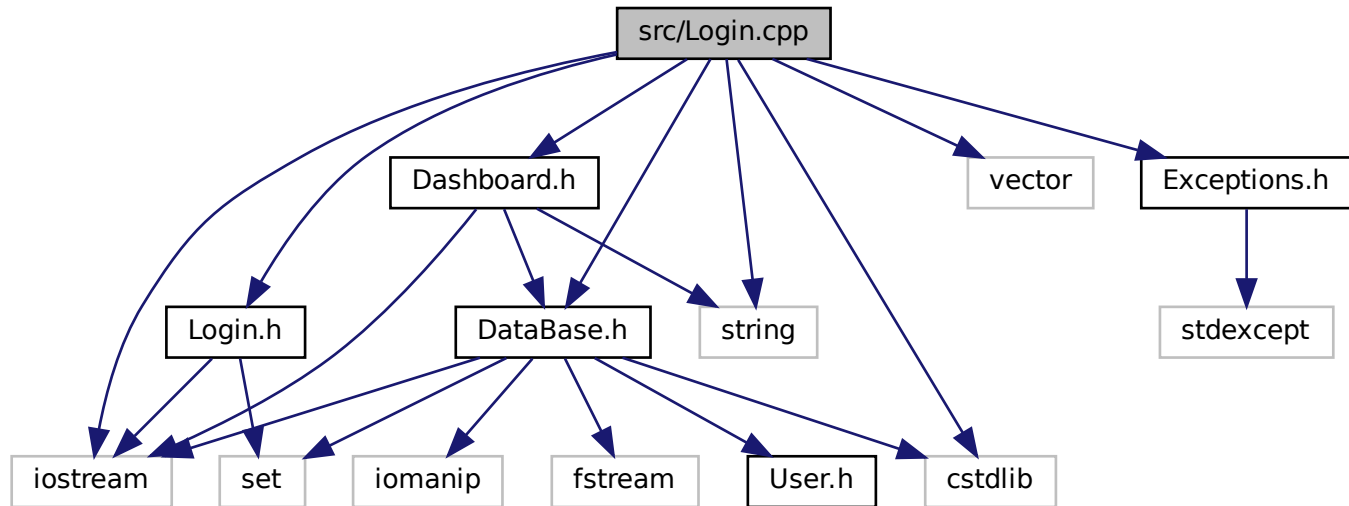 src/Login.cpp
Dashboard.h
vector
Exceptions.h
Login.h
DataBase.h
string
stdexcept
iostream
set
iomanip
fstream
User.h
cstdlib